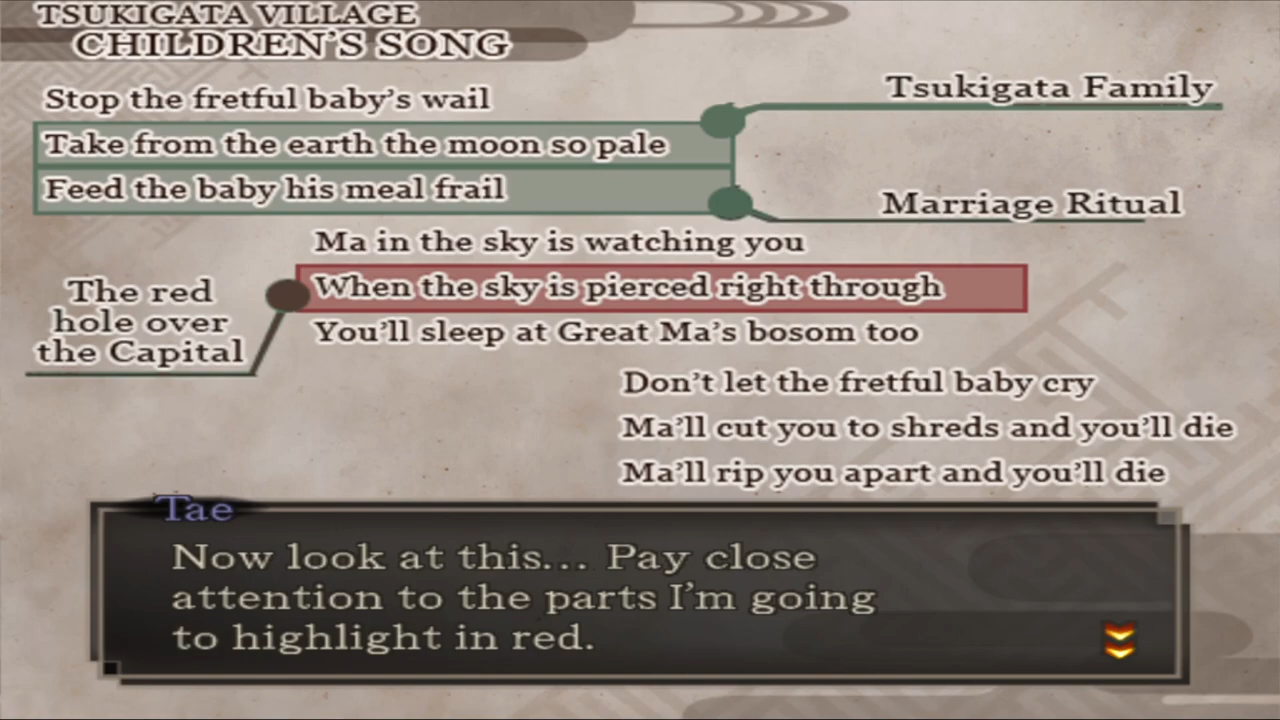 TSUKIGATA VILLAGE
CHILDREN'S SONG
Stop the fretful baby's wail
Take from the earth the moon so pale
Feed the baby his meal frail
Tsukigata Family
Marriage Ritual
Ma in the sky is watching you
When the sky is pierced right through
You'll sleep at Great Ma's bosom too
The red
hole over
the Capital
Don't let the fretful baby cry
Ma'll cut you to shreds and you'll die
Ma'll rip you apart and you'll die
Tae
Now look at this... Pay close
attention to the parts I'm going
to highlight in red.